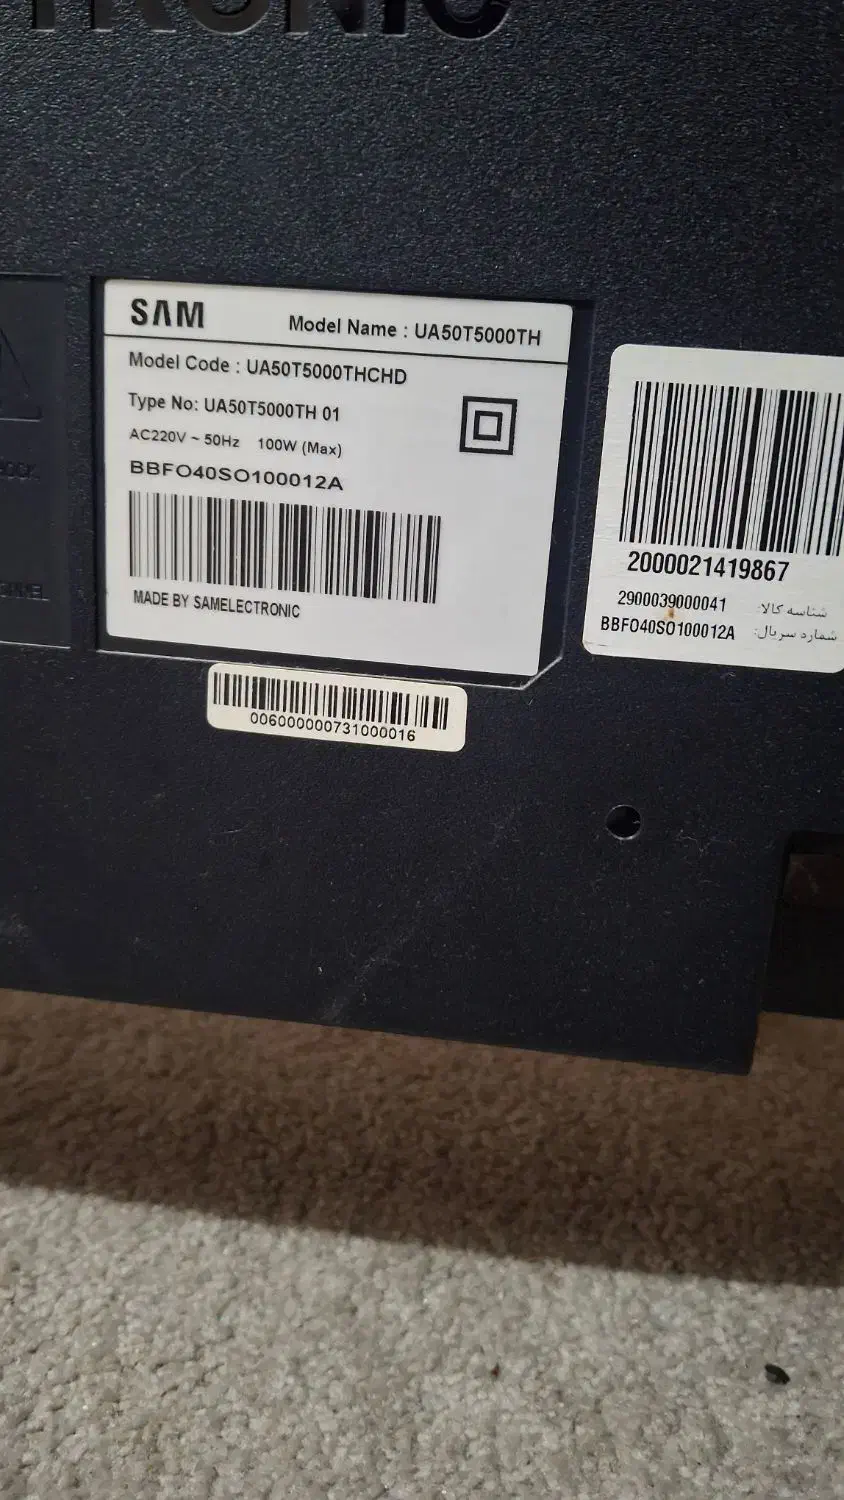 TRONIC
SAM
Model Name : UA50T5000TH
Model Code : UA50T5000THCHD
Type No: UA50T5000TH 01
AC220V ~ 50Hz 100W (Max)
BBFO40SO100012A
MADE BY SAMELECTRONIC
006000000731000016
2000021419867
شناسه کالا: 2900039000041
شماره سریال: BBFO40SO100012A